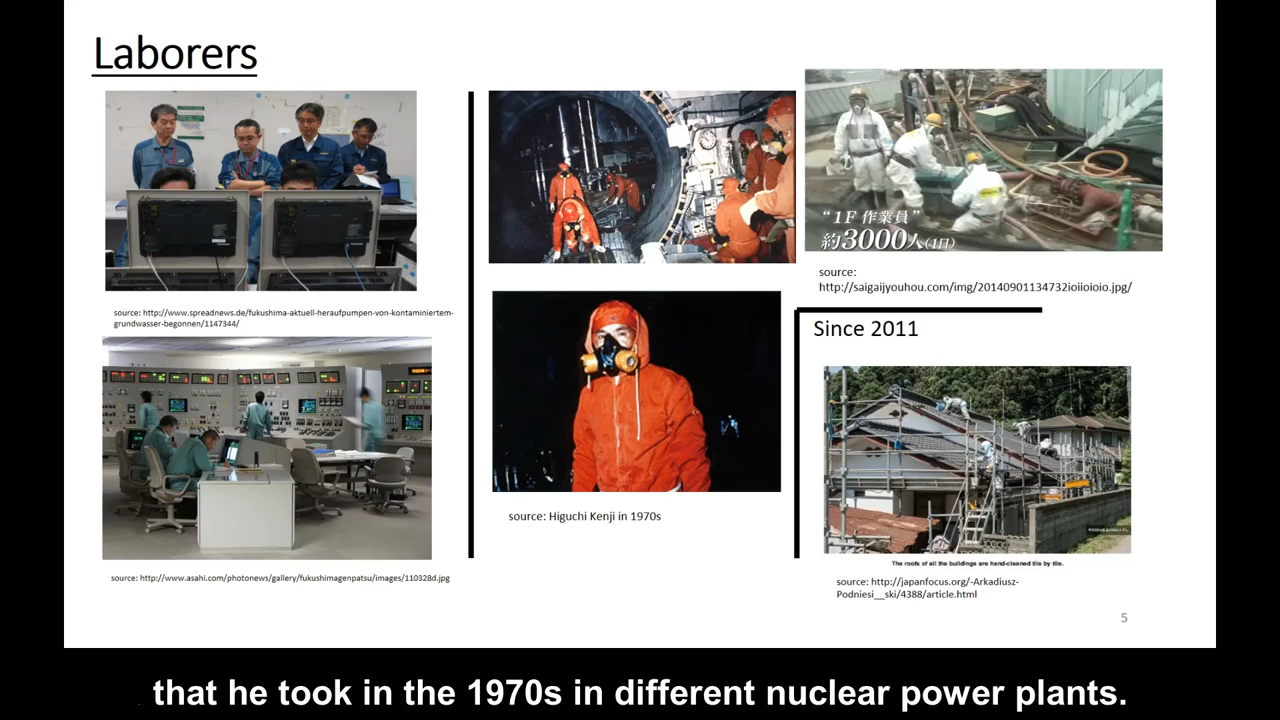 Laborers
source: http://www.spreadnews.de/fukushima-aktuell-heraufpumpen-von-kontaminiertem-
grundwasser-begonnen/1147344/
source: http://www.asahi.com/photonews/gallery/fukushimagenpatsu/images/110328d.jpg
source: Higuchi Kenji in 1970s
“1F 作業員”
約3000人(1日)
source:
http://saigaijyouhou.com/img/20140901134732ioiioioio.jpg/
Since 2011
PODNIESINSKI.PL
The roofs of all the buildings are hand-cleaned tile by tile.
source: http://japanfocus.org/-Arkadiusz-
Podniesi__ski/4388/article.html
5
that he took in the 1970s in different nuclear power plants.